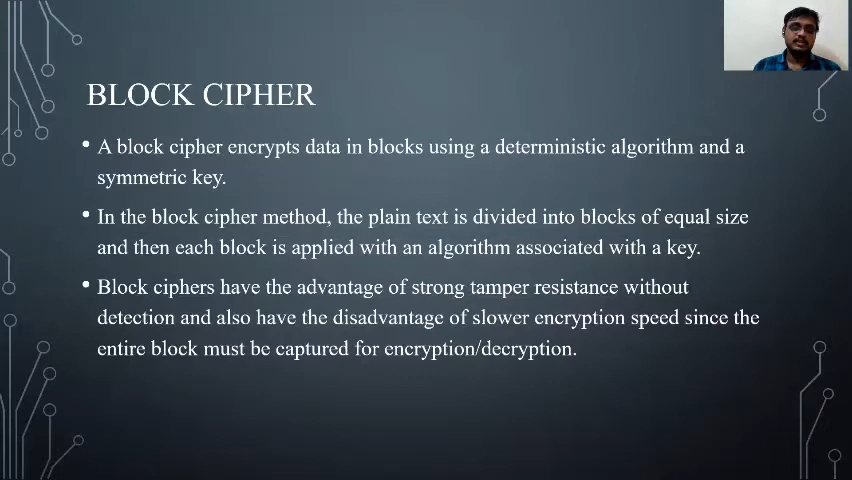 BLOCK CIPHER
• A block cipher encrypts data in blocks using a deterministic algorithm and a
symmetric key.
• In the block cipher method, the plain text is divided into blocks of equal size
and then each block is applied with an algorithm associated with a key.
• Block ciphers have the advantage of strong tamper resistance without
detection and also have the disadvantage of slower encryption speed since the
entire block must be captured for encryption/decryption.